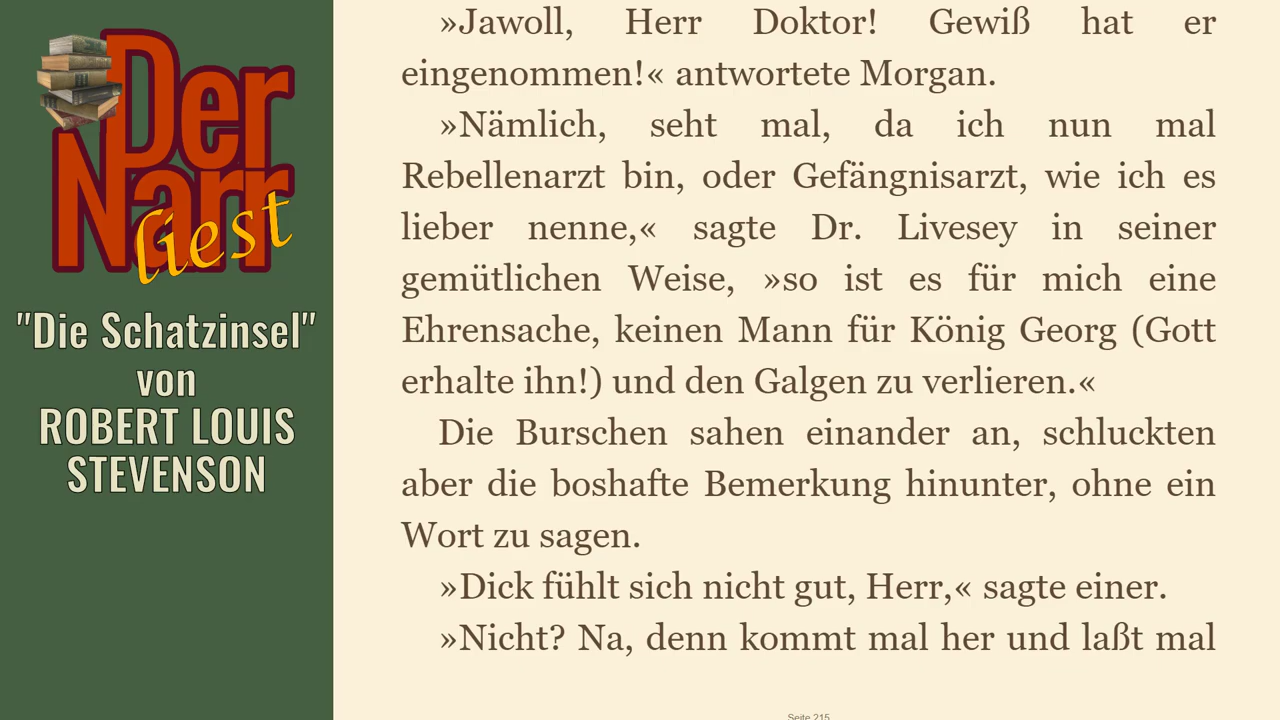 Der
Narr
liest
"Die Schatzinsel"
von
ROBERT LOUIS
STEVENSON
»Jawoll, Herr Doktor! Gewiß hat er
eingenommen!« antwortete Morgan.
»Nämlich, seht mal, da ich nun mal
Rebellenarzt bin, oder Gefängnisarzt, wie ich es
lieber nenne,« sagte Dr. Livesey in seiner
gemütlichen Weise, »so ist es für mich eine
Ehrensache, keinen Mann für König Georg (Gott
erhalte ihn!) und den Galgen zu verlieren.«
Die Burschen sahen einander an, schluckten
aber die boshafte Bemerkung hinunter, ohne ein
Wort zu sagen.
»Dick fühlt sich nicht gut, Herr,« sagte einer.
»Nicht? Na, denn kommt mal her und laßt mal
Seite 215